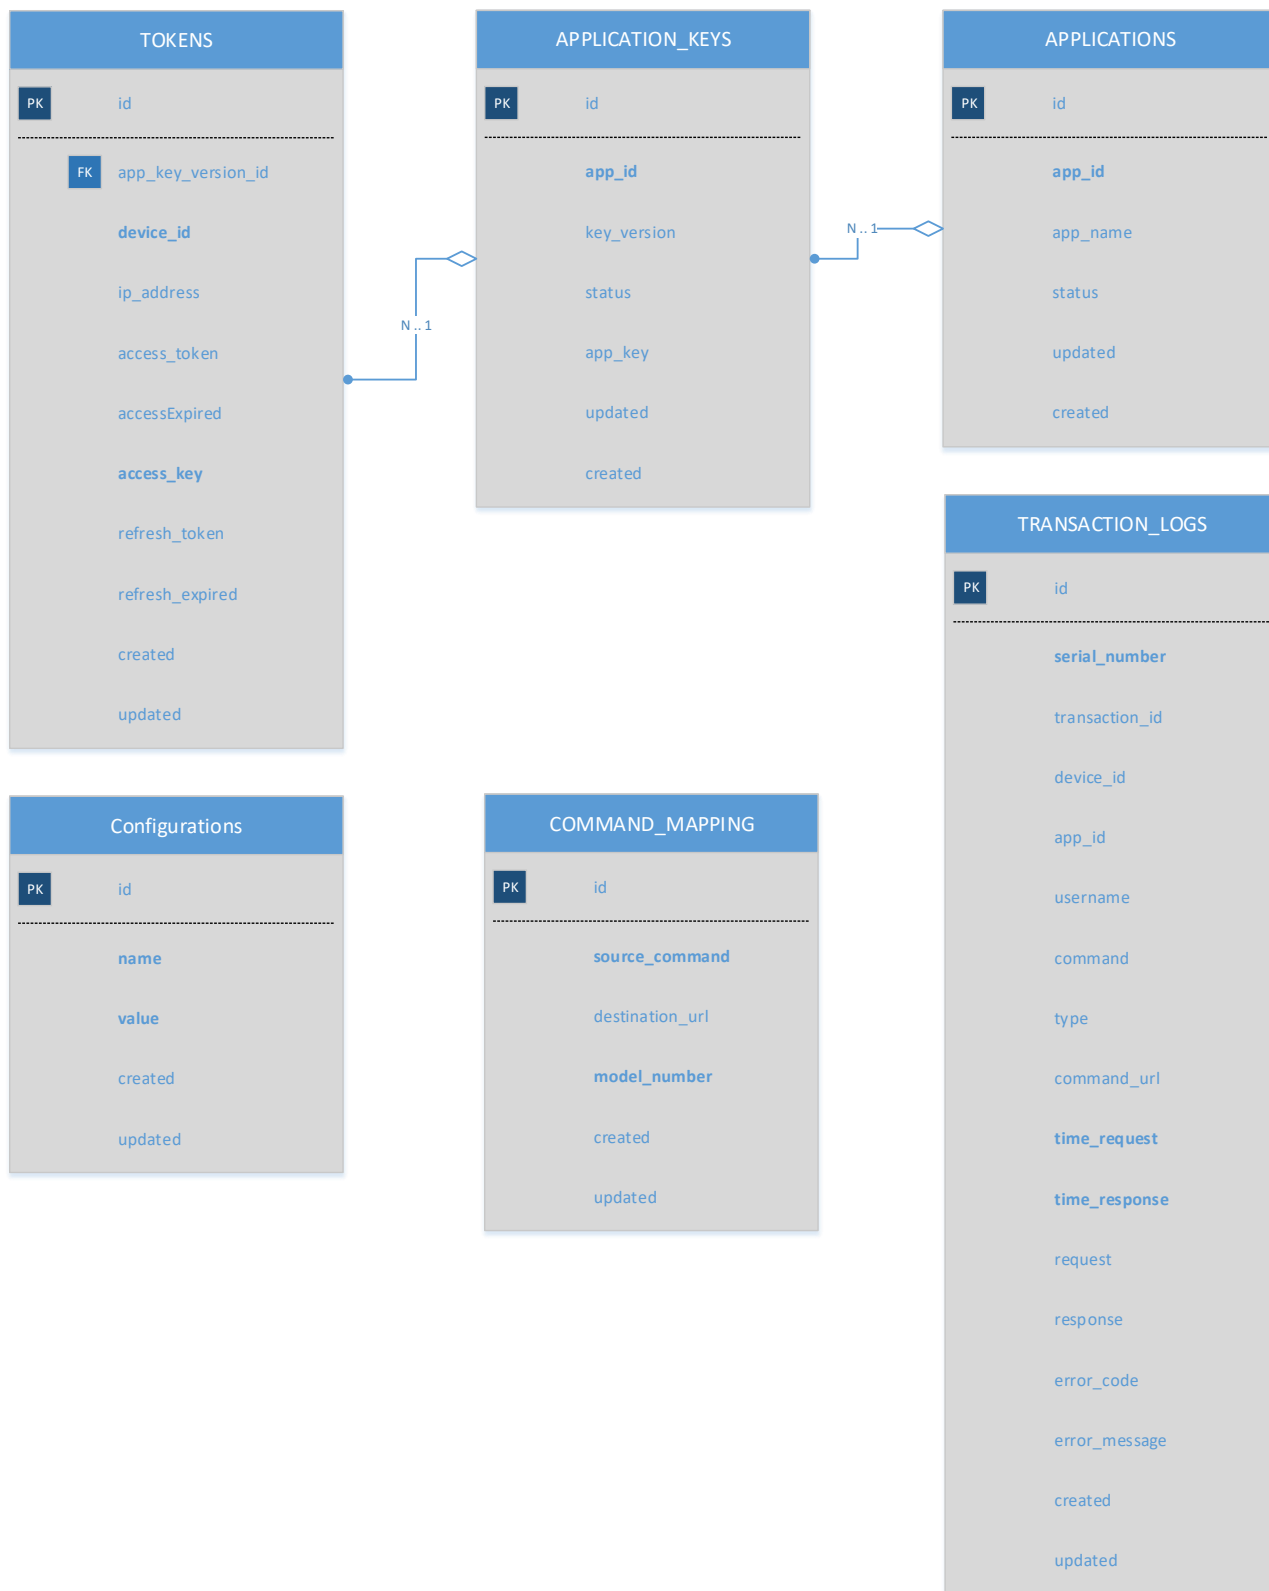 TOKENS
PK id
FK app_key_version_id
device_id
ip_address
access_token
accessExpired
access_key
refresh_token
refresh_expired
created
updated
N .. 1
APPLICATION_KEYS
PK id
app_id
key_version
status
app_key
updated
created
N .. 1
APPLICATIONS
PK id
app_id
app_name
status
updated
created
Configurations
PK id
name
value
created
updated
COMMAND_MAPPING
PK id
source_command
destination_url
model_number
created
updated
TRANSACTION_LOGS
PK id
serial_number
transaction_id
device_id
app_id
username
command
type
command_url
time_request
time_response
request
response
error_code
error_message
created
updated